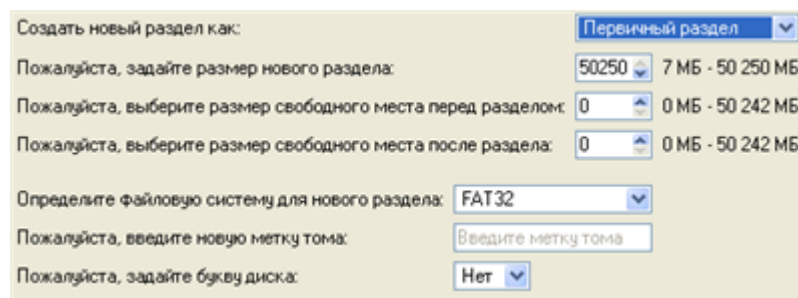 Создать новый раздел как: Первичный раздел
Пожалуйста, задайте размер нового раздела: 50250 7 МБ - 50 250 МБ
Пожалуйста, выберите размер свободного места перед разделом: 0 0 МБ - 50 242 МБ
Пожалуйста, выберите размер свободного места после раздела: 0 0 МБ - 50 242 МБ
Определите файловую систему для нового раздела: FAT32
Пожалуйста, введите новую метку тома: Введите метку тома
Пожалуйста, задайте букву диска: Нет